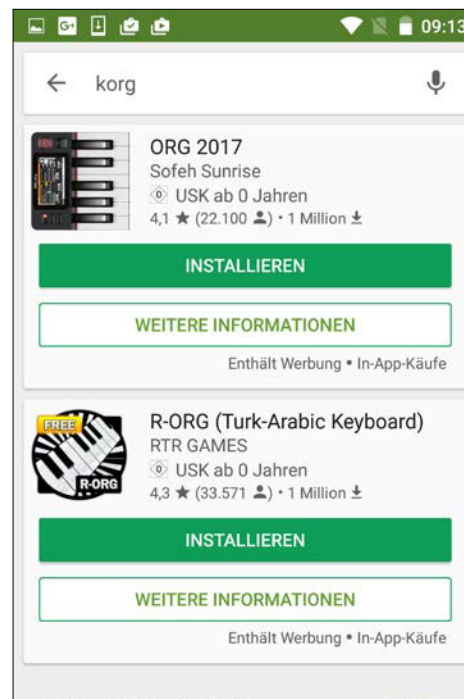 09:13
korg
ORG 2017
Sofeh Sunrise
0 USK ab 0 Jahren
4,1 ★ (22.100) • 1 Million
INSTALLIEREN
WEITERE INFORMATIONEN
Enthält Werbung • In-App-Käufe
FREE
R-ORG
R-ORG (Turk-Arabic Keyboard)
RTR GAMES
0 USK ab 0 Jahren
4,3 ★ (33.571) • 1 Million
INSTALLIEREN
WEITERE INFORMATIONEN
Enthält Werbung • In-App-Käufe